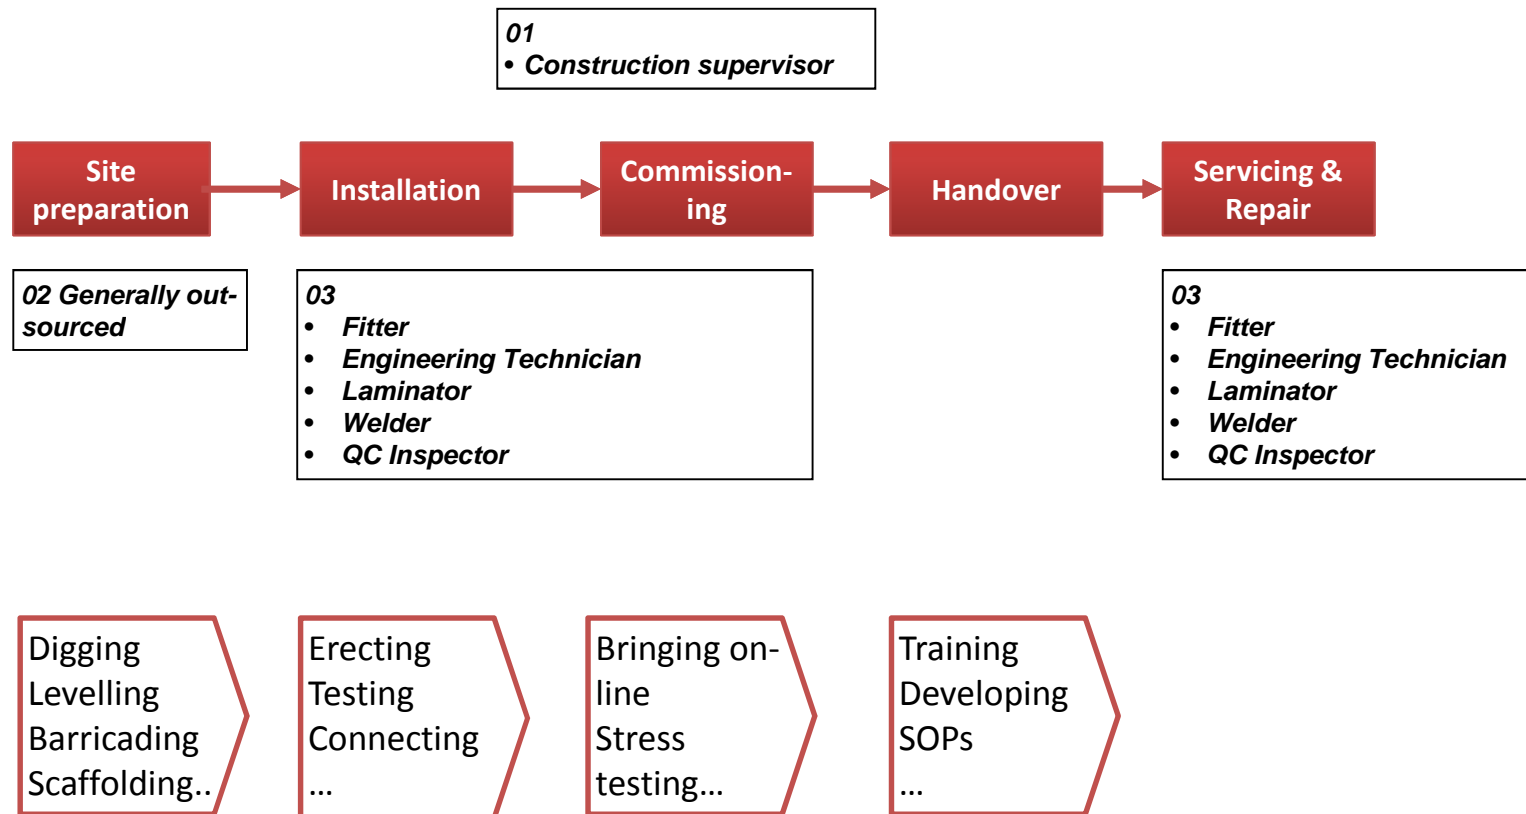 01
• Construction supervisor
Site
preparation
Installation
Commission-
ing
Handover
Servicing &
Repair
02 Generally out-
sourced
03
• Fitter
• Engineering Technician
• Laminator
• Welder
• QC Inspector
03
• Fitter
• Engineering Technician
• Laminator
• Welder
• QC Inspector
Digging
Levelling
Barricading
Scaffolding..
Erecting
Testing
Connecting
…
Bringing on-
line
Stress
testing…
Training
Developing
SOPs
…